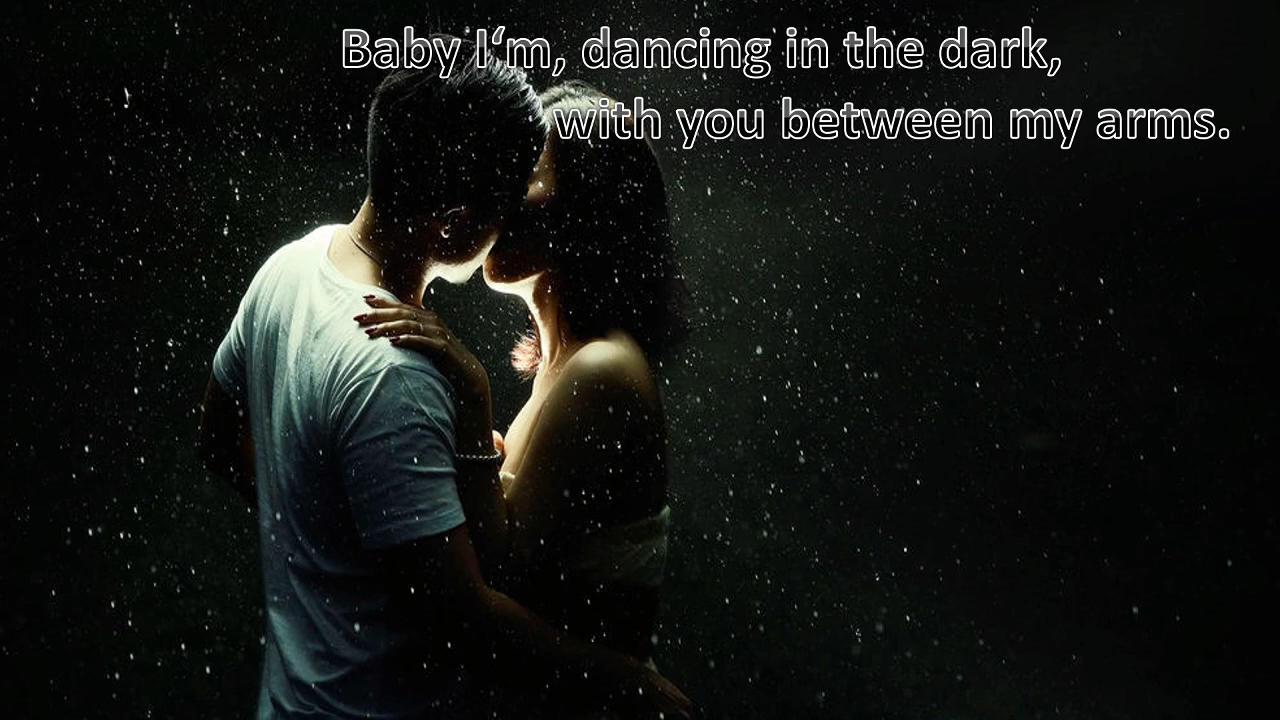 Baby I‘m, dancing in the dark,
with you between my arms.